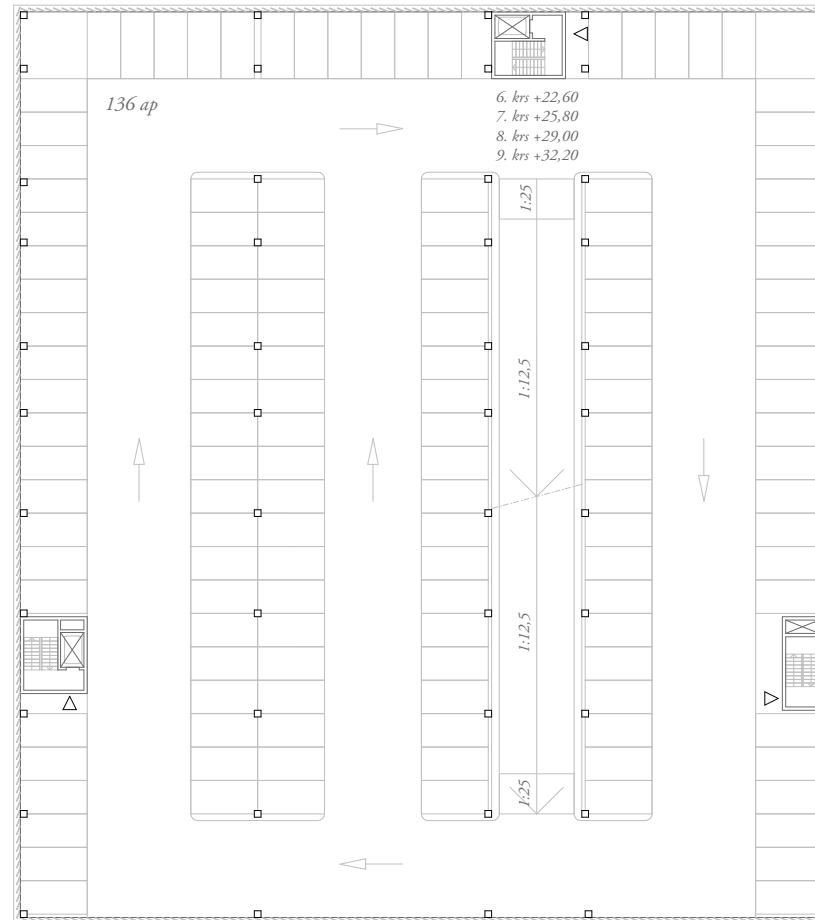 136 ap
6. krs +22,60
7. krs +25,80
8. krs +29,00
9. krs +32,20
1:25
1:12,5
1:12,5
1:25